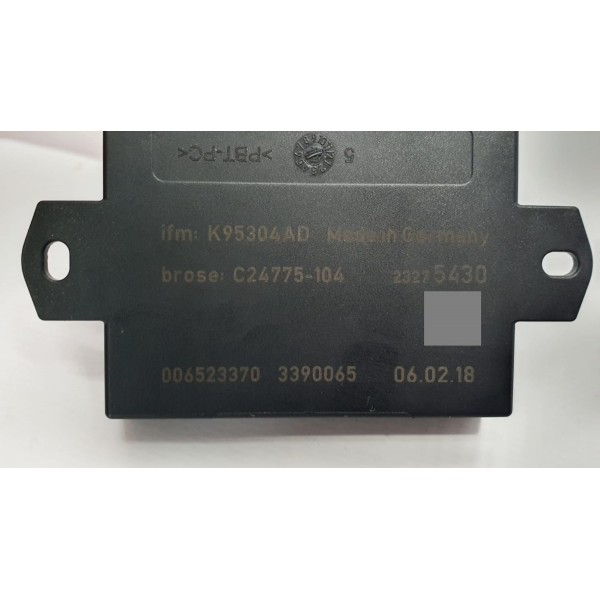 >PBT-PC< 5
ifm: K95304AD Made in Germany
brose: C24775-104 2327 5430
006523370 3390065 06.02.18